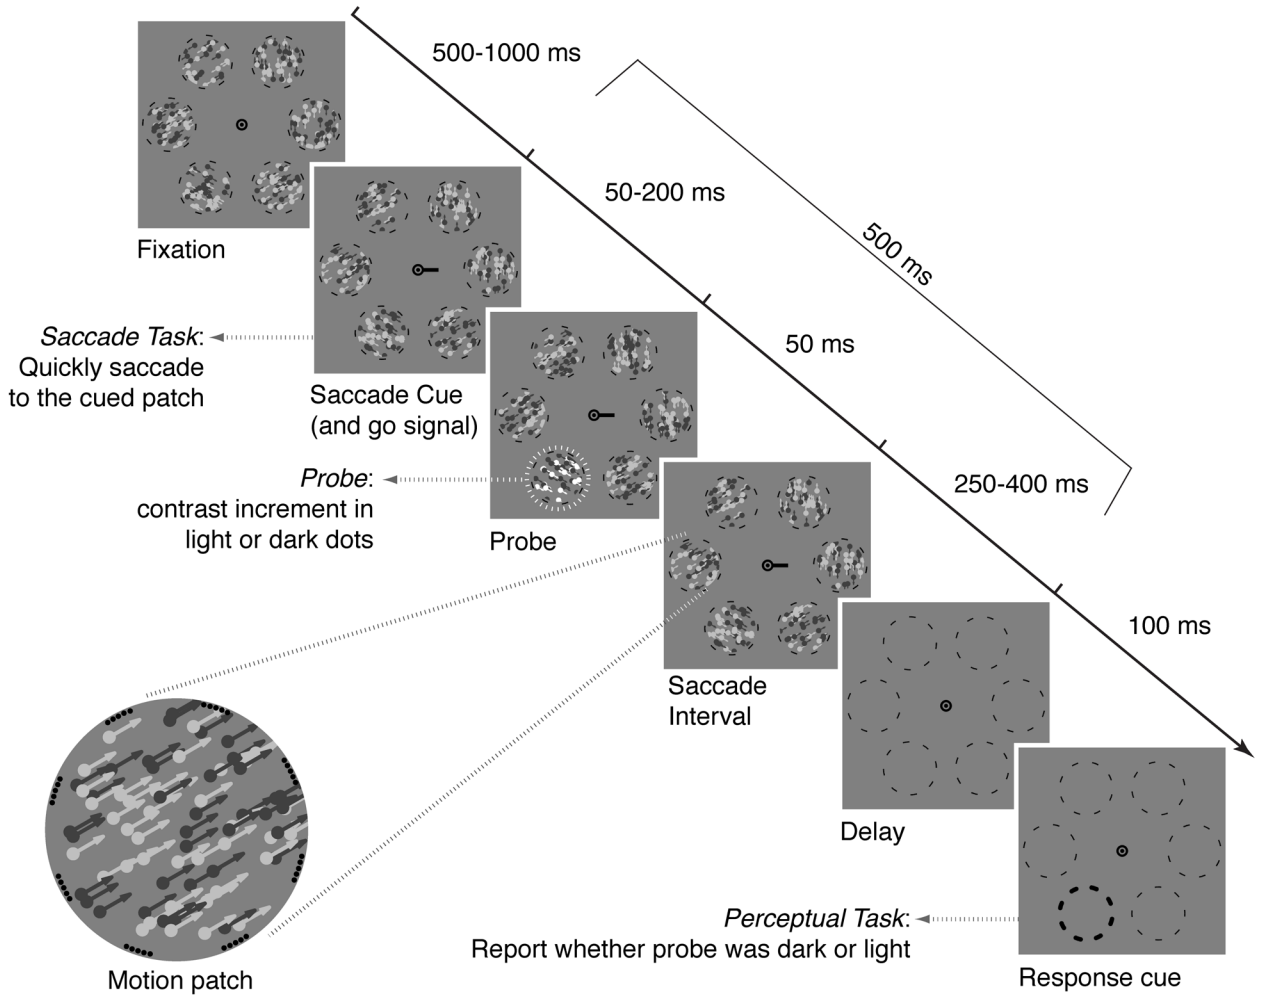 500-1000 ms
50-200 ms
500 ms
Fixation
Saccade Task:
Quickly saccade
to the cued patch
50 ms
Saccade Cue
(and go signal)
Probe:
contrast increment in
light or dark dots
250-400 ms
Probe
100 ms
Saccade
Interval
Delay
Perceptual Task:
Report whether probe was dark or light
Motion patch
Response cue